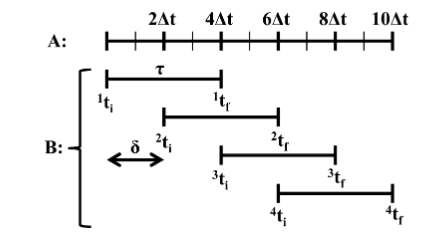 A: 2Δt 4Δt 6Δt 8Δt 10Δt
τ
¹tᵢ ¹t_f
B: δ ²tᵢ ²t_f
³tᵢ ³t_f
⁴tᵢ ⁴t_f